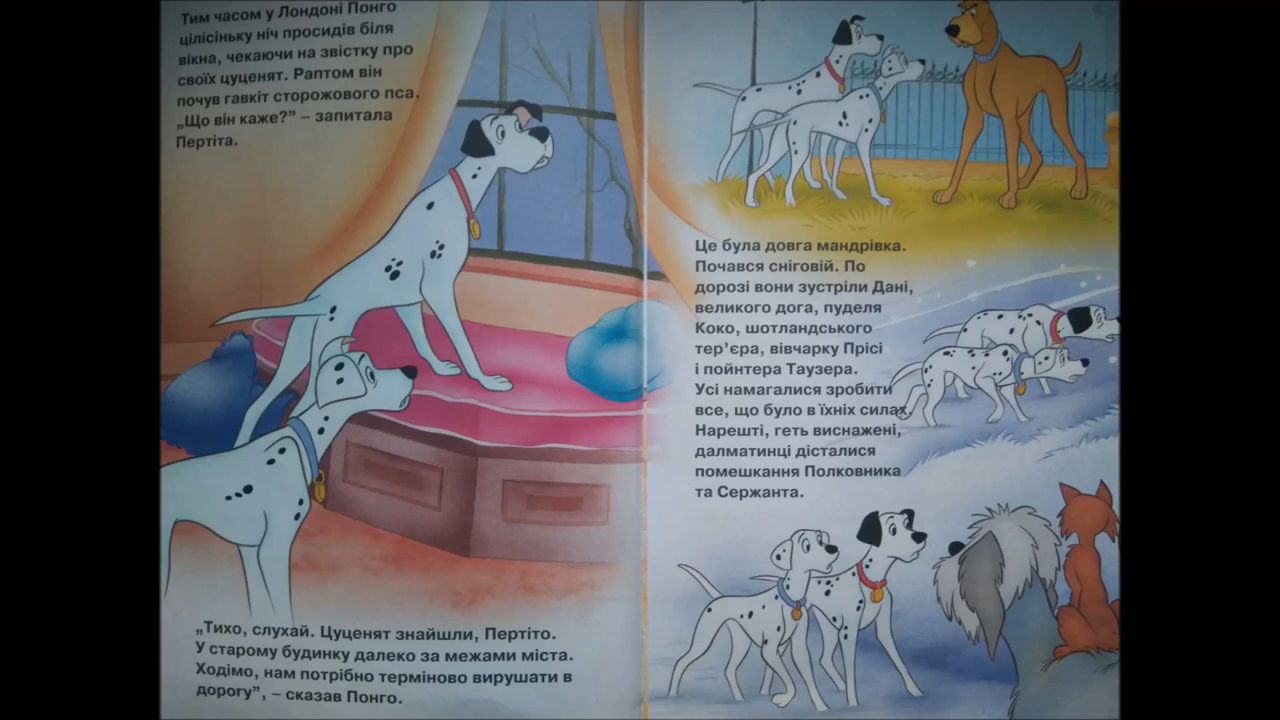 Тим часом у Лондоні Понго
цілісіньку ніч просидів біля
вікна, чекаючи на звістку про
своїх цуценят. Раптом він
почув гавкіт сторожового пса.
„Що він каже?” – запитала
Пертіта.
„Тихо, слухай. Цуценят знайшли, Пертіто.
У старому будинку далеко за межами міста.
Ходімо, нам потрібно терміново вирушати в
дорогу”, – сказав Понго.
Це була довга мандрівка.
Почався сніговій. По
дорозі вони зустріли Дані,
великого дога, пуделя
Коко, шотландського
тер’єра, вівчарку Прісі
і пойнтера Таузера.
Усі намагалися зробити
все, що було в їхніх силах.
Нарешті, геть виснажені,
далматинці дісталися
помешкання Полковника
та Сержанта.